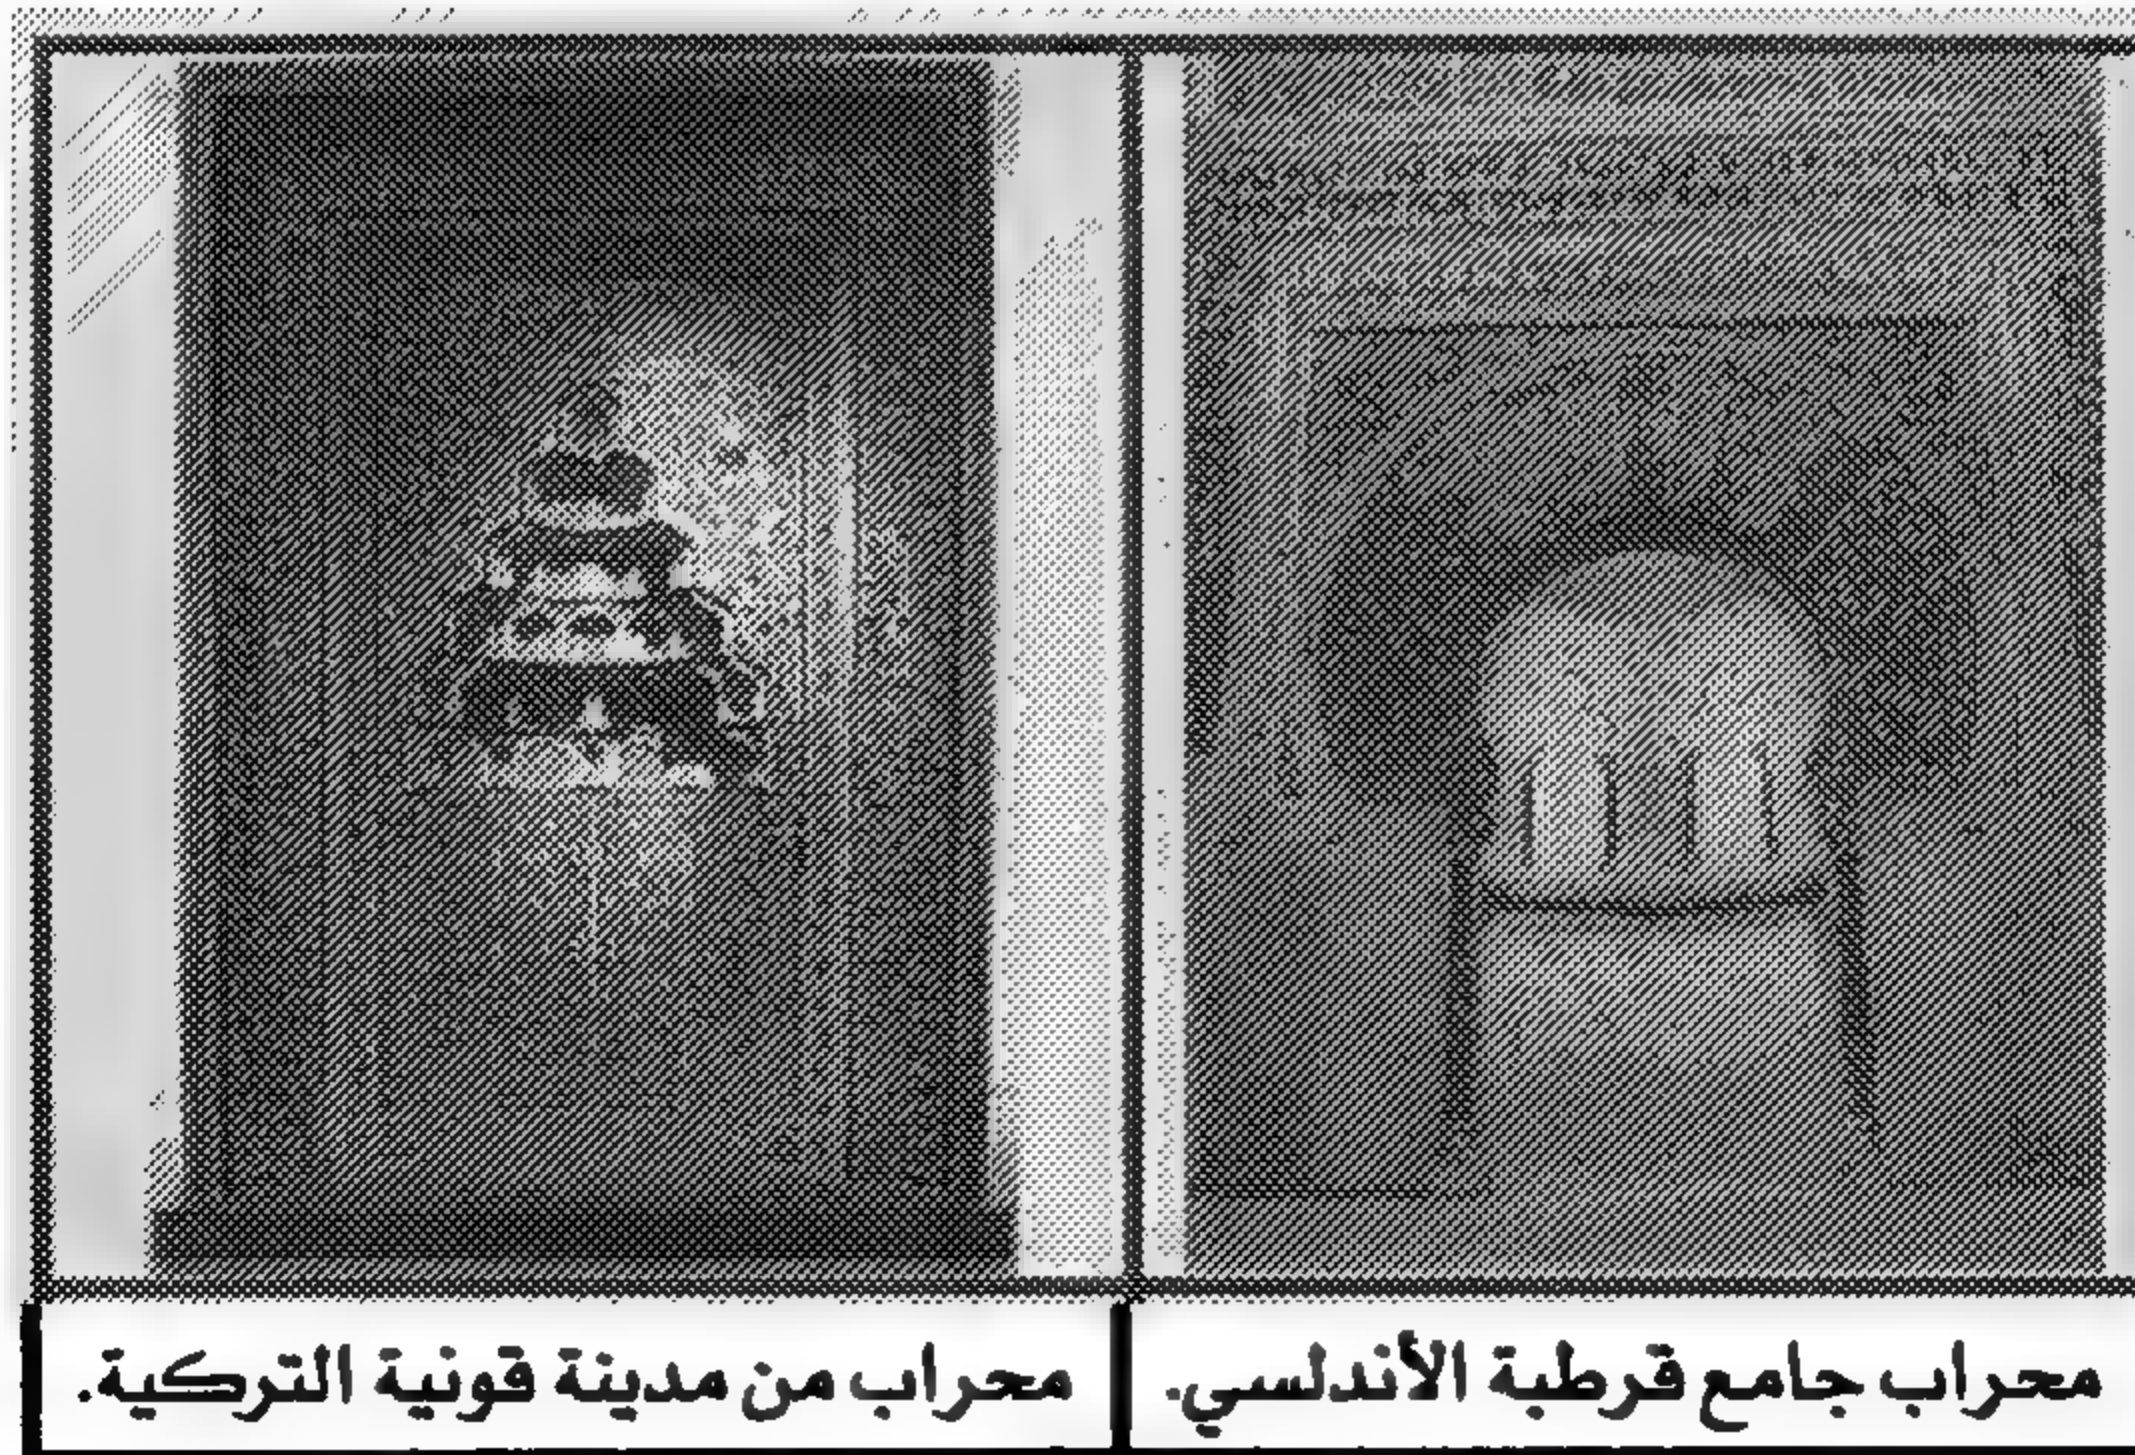 محراب جامع قرطبة الأندلسي.
محراب من مدينة قونية التركية.